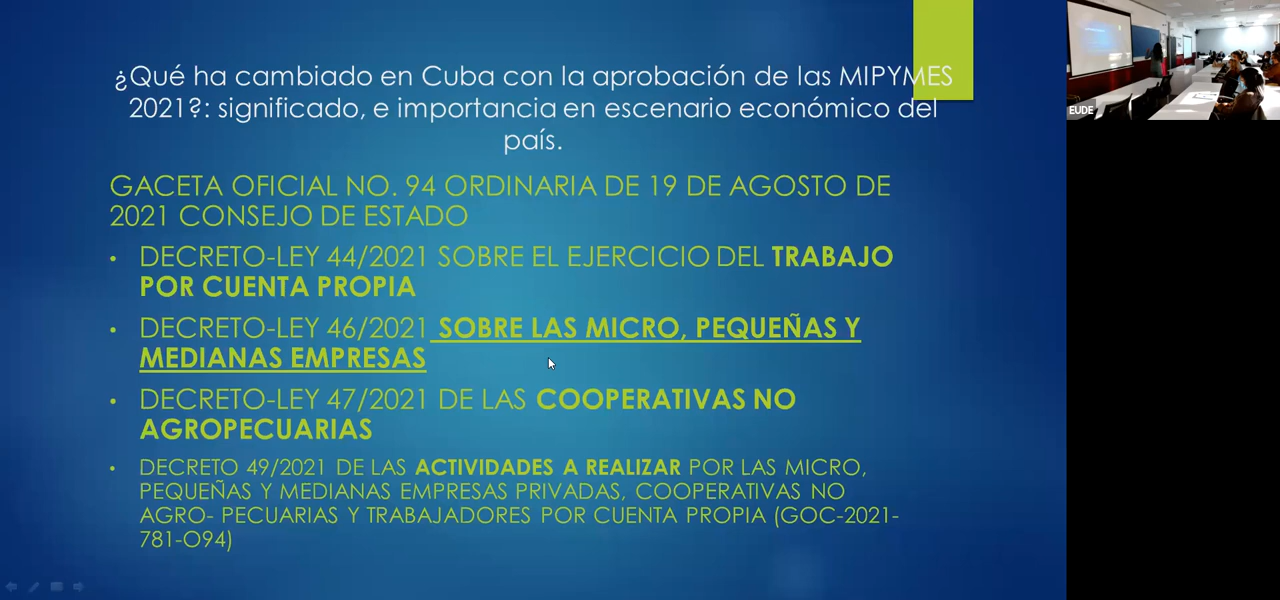 ¿Qué ha cambiado en Cuba con la aprobación de las MIPYMES
2021?: significado, e importancia en escenario económico del
país.
GACETA OFICIAL NO. 94 ORDINARIA DE 19 DE AGOSTO DE
2021 CONSEJO DE ESTADO
• DECRETO-LEY 44/2021 SOBRE EL EJERCICIO DEL TRABAJO
POR CUENTA PROPIA
• DECRETO-LEY 46/2021 SOBRE LAS MICRO, PEQUEÑAS Y
MEDIANAS EMPRESAS
• DECRETO-LEY 47/2021 DE LAS COOPERATIVAS NO
AGROPECUARIAS
• DECRETO 49/2021 DE LAS ACTIVIDADES A REALIZAR POR LAS MICRO,
PEQUEÑAS Y MEDIANAS EMPRESAS PRIVADAS, COOPERATIVAS NO
AGRO- PECUARIAS Y TRABAJADORES POR CUENTA PROPIA (GOC-2021-
781-O94)
EUDE